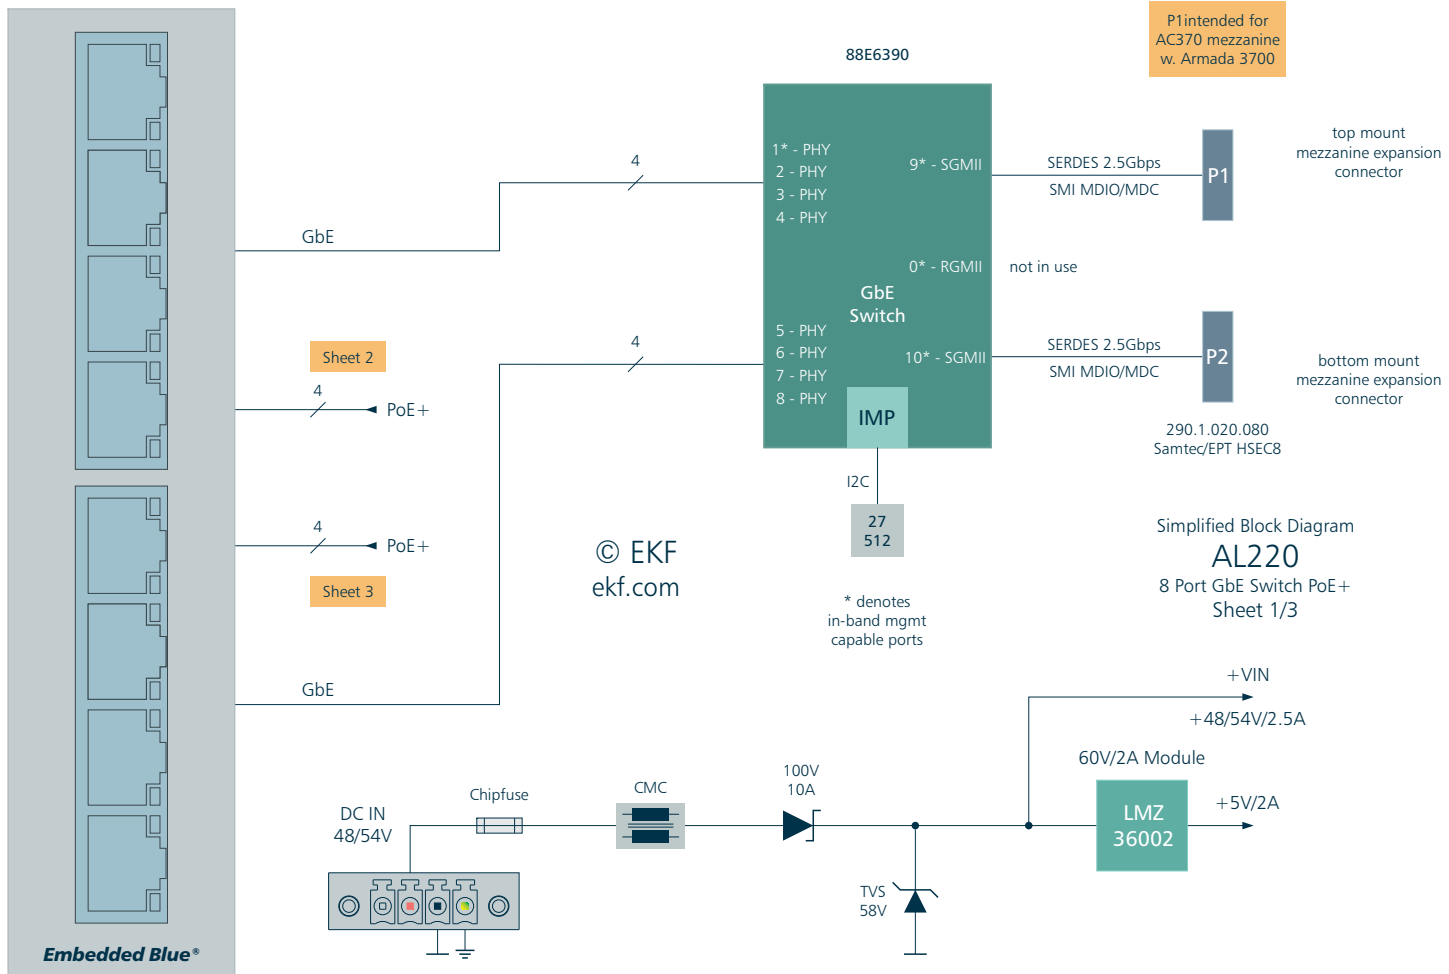 P1intended for
AC370 mezzanine
w. Armada 3700
88E6390
1* - PHY
2 - PHY
3 - PHY
4 - PHY
9* - SGMII
SERDES 2.5Gbps
SMI MDIO/MDC
P1
top mount
mezzanine expansion
connector
4
GbE
0* - RGMII
not in use
GbE
Switch
5 - PHY
6 - PHY
7 - PHY
8 - PHY
10* - SGMII
SERDES 2.5Gbps
SMI MDIO/MDC
P2
bottom mount
mezzanine expansion
connector
4
Sheet 2
4
PoE+
IMP
290.1.020.080
Samtec/EPT HSEC8
I2C
27
512
4
PoE+
Sheet 3
© EKF
ekf.com
Simplified Block Diagram
AL220
8 Port GbE Switch PoE+
Sheet 1/3
* denotes
in-band mgmt
capable ports
GbE
+VIN
+48/54V/2.5A
60V/2A Module
DC IN
48/54V
Chipfuse
CMC
100V
10A
LMZ
36002
+5V/2A
TVS
58V
Embedded Blue®